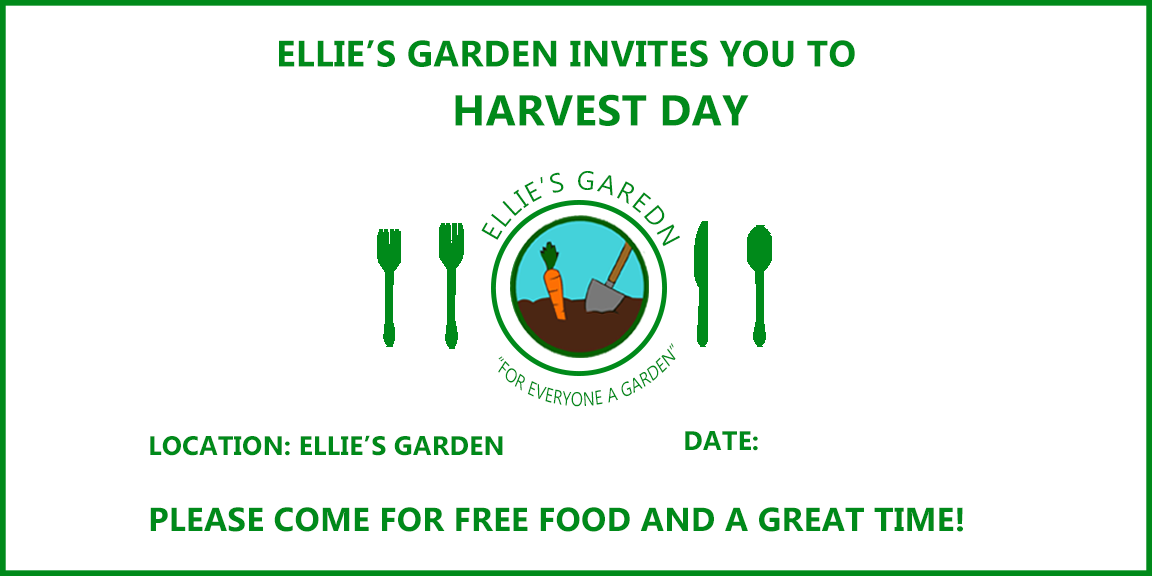 ELLIE’S GARDEN INVITES YOU TO
HARVEST DAY
ELLIE'S GAREDN
“FOR EVERYONE A GARDEN”
LOCATION: ELLIE’S GARDEN
DATE:
PLEASE COME FOR FREE FOOD AND A GREAT TIME!